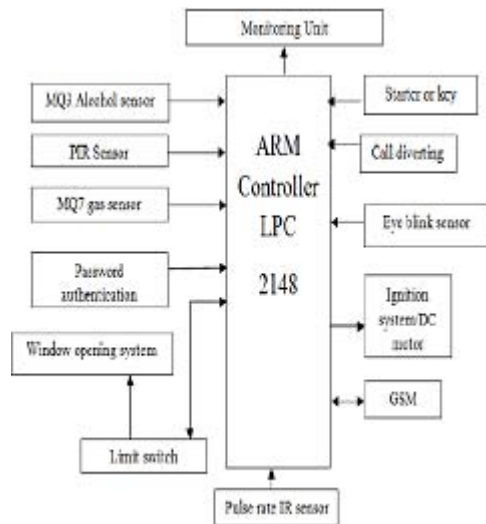 Monitoring Unit
MQ3 Alcohol sensor
PIR Sensor
MQ7 gas sensor
Password
authentication
Window opening system
Limit switch
ARM
Controller
LPC
2148
Starter or key
Call diverting
Eye blink sensor
Ignition
system/DC
motor
GSM
Pulse rate IR sensor